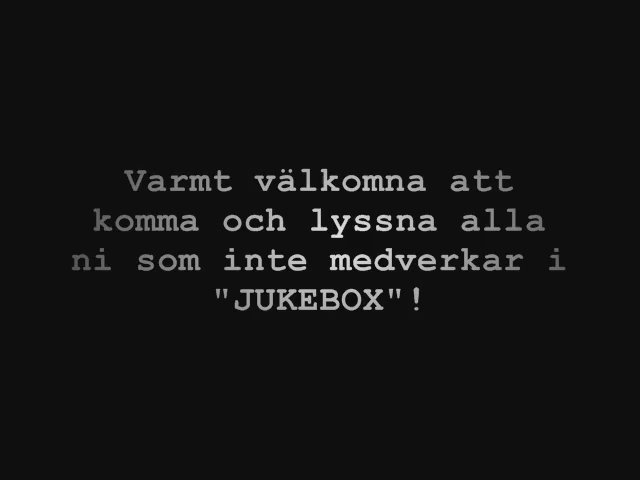 Varmt välkomna att
komma och lyssna alla
ni som inte medverkar i
"JUKEBOX"!